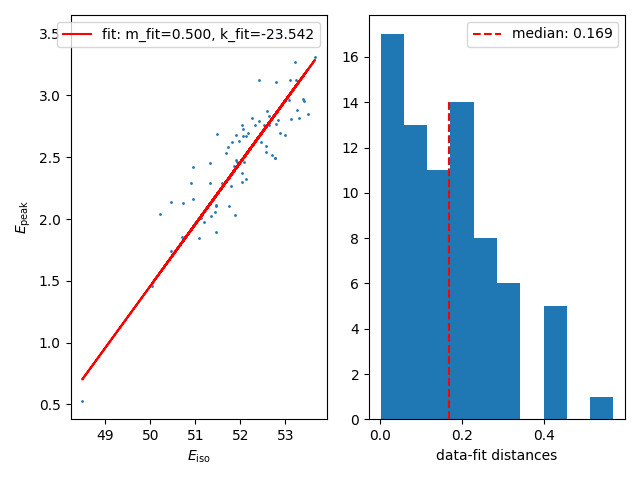 fit: m_fit=0.500, k_fit=-23.542
3.5
3.0
2.5
2.0
1.5
1.0
0.5
E_peak
49 50 51 52 53
E_iso
median: 0.169
16
14
12
10
8
6
4
2
0
0.0 0.2 0.4
data-fit distances